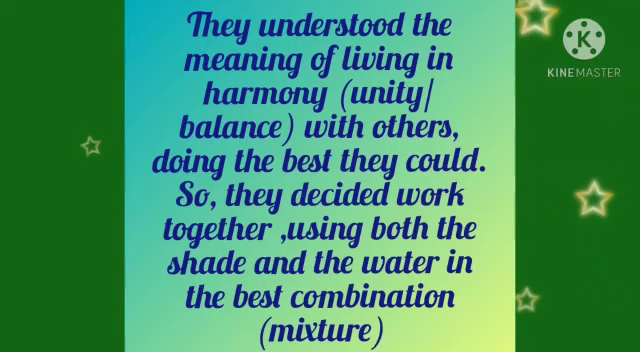 They understood the
meaning of living in
harmony (unity/
balance) with others,
doing the best they could.
So, they decided work
together ,using both the
shade and the water in
the best combination
(mixture)
K
KINEMASTER